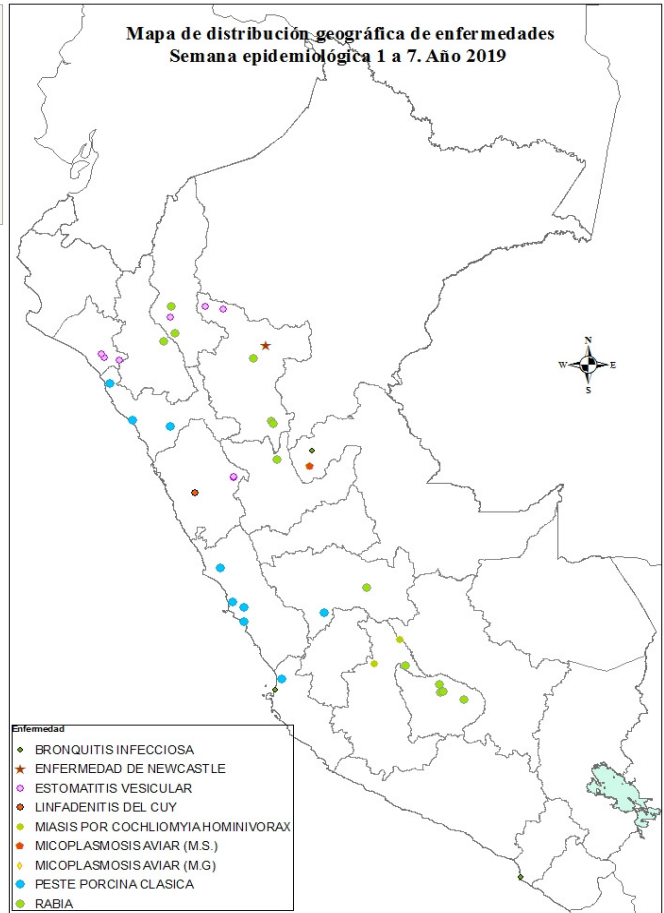 Mapa de distribución geográfica de enfermedades
Semana epidemiológica 1 a 7. Año 2019
N
W E
S
Enfermedad
BRONQUITIS INFECCIOSA
ENFERMEDAD DE NEWCASTLE
ESTOMATITIS VESICULAR
LINFADENITIS DEL CUY
MIASIS POR COCHLIOMYIA HOMINIVORAX
MICOPLASMOSIS AVIAR (M.S.)
MICOPLASMOSIS AVIAR (M.G)
PESTE PORCINA CLASICA
RABIA